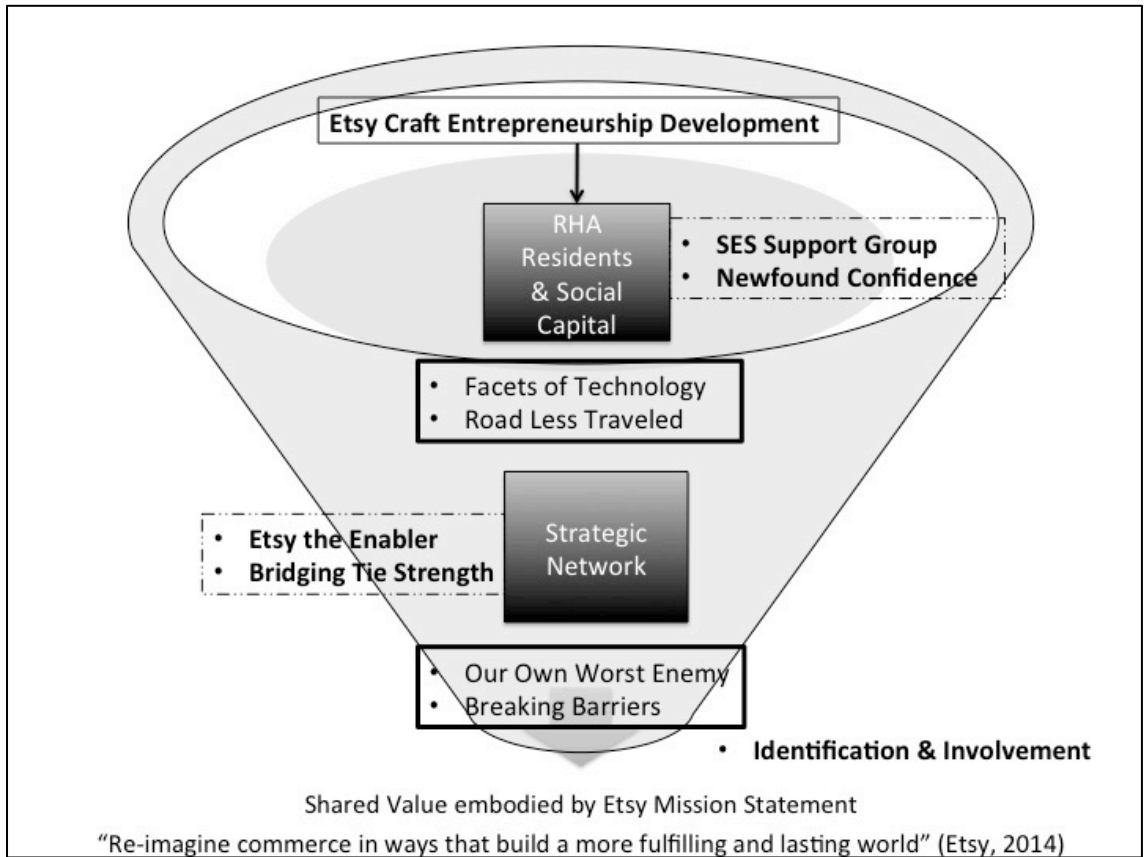 Etsy Craft Entrepreneurship Development
RHA
Residents
& Social
Capital
• SES Support Group
• Newfound Confidence
• Facets of Technology
• Road Less Traveled
Strategic
Network
• Etsy the Enabler
• Bridging Tie Strength
• Our Own Worst Enemy
• Breaking Barriers
• Identification & Involvement
Shared Value embodied by Etsy Mission Statement
“Re-imagine commerce in ways that build a more fulfilling and lasting world” (Etsy, 2014)